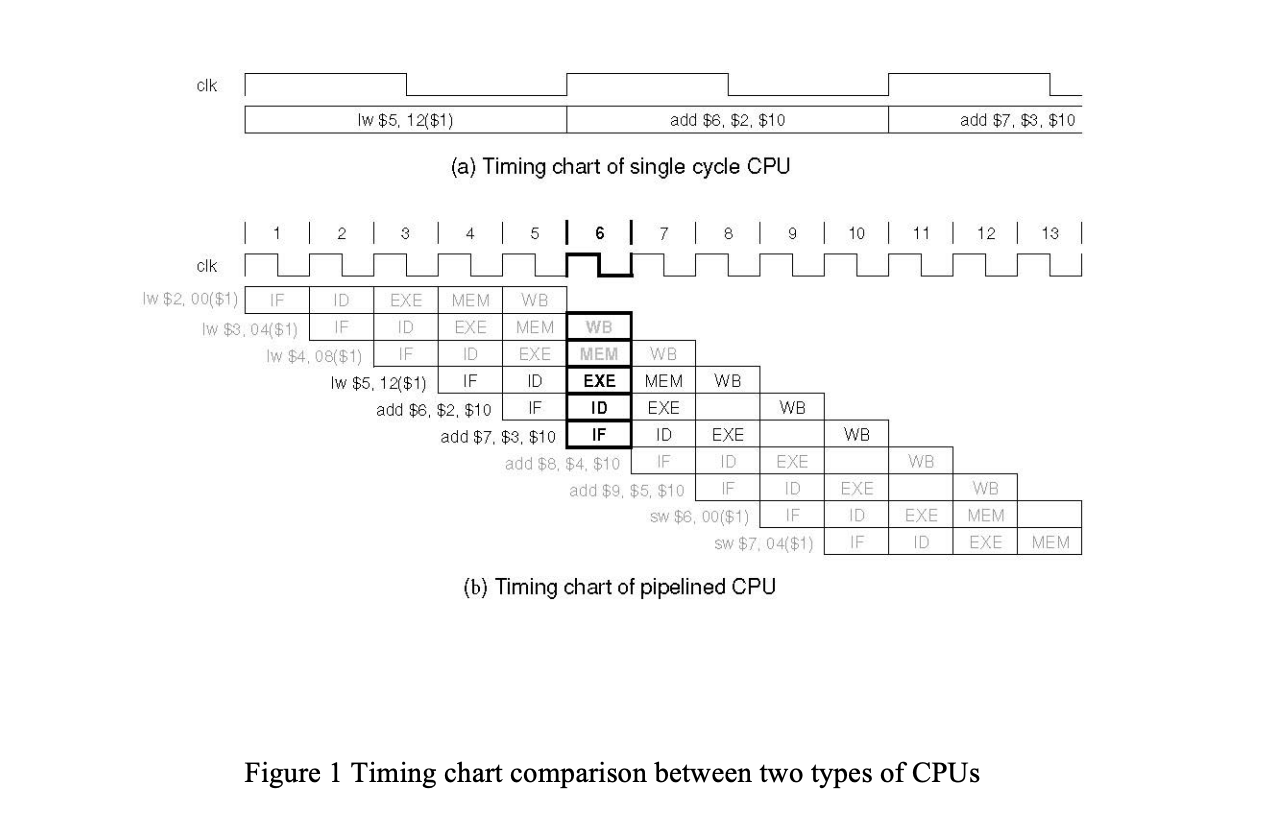 clk
lw $5, 12($1) add $6, $2, $10 add $7, $3, $10
(a) Timing chart of single cycle CPU
1 2 3 4 5 6 7 8 9 10 11 12 13
clk
lw $2, 00($1) IF ID EXE MEM WB
lw $3, 04($1) IF ID EXE MEM WB
lw $4, 08($1) IF ID EXE MEM WB
lw $5, 12($1) IF ID EXE MEM WB
add $6, $2, $10 IF ID EXE WB
add $7, $3, $10 IF ID EXE WB
add $8, $4, $10 IF ID EXE WB
add $9, $5, $10 IF ID EXE WB
sw $6, 00($1) IF ID EXE MEM
sw $7, 04($1) IF ID EXE MEM
(b) Timing chart of pipelined CPU
Figure 1 Timing chart comparison between two types of CPUs